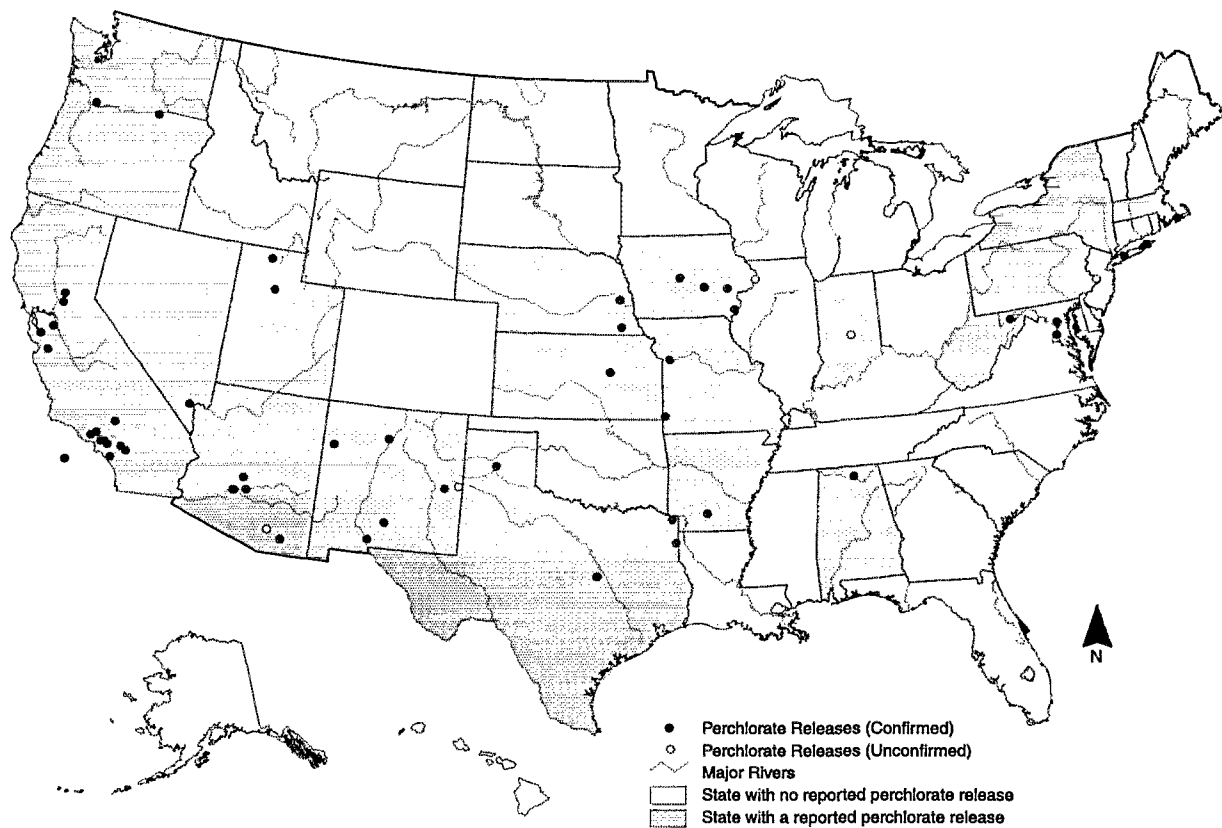 N
Perchlorate Releases (Confirmed)
Perchlorate Releases (Unconfirmed)
Major Rivers
State with no reported perchlorate release
State with a reported perchlorate release